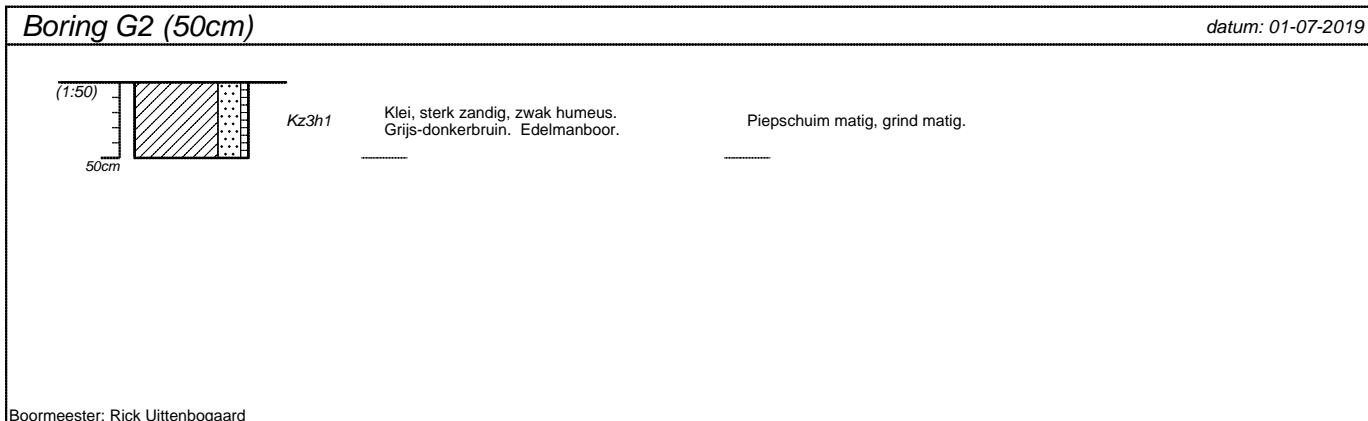 Boring G2 (50cm)
datum: 01-07-2019
(1:50)
50cm
Kz3h1
Klei, sterk zandig, zwak humeus.
Grijs-donkerbruin. Edelmanboor.
Piepschuim matig, grind matig.
Boormeester: Rick Uittenbogaard